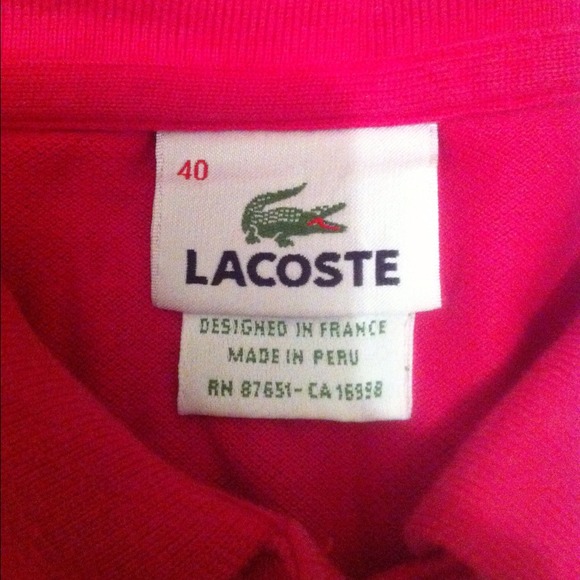 40
LACOSTE
DESIGNED IN FRANCE
MADE IN PERU
RN 87651-CA 16998